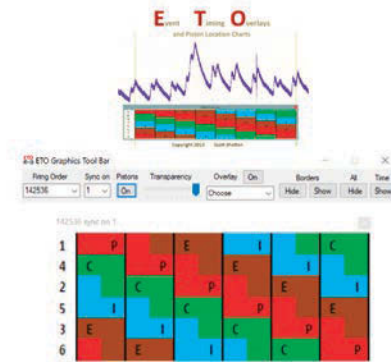 Event Timing Overlays
and Piston Location Charts
Copyright 2013 Scott Shotton
ETO Graphics Tool Bar
Firing Order Sync on Pistons Transparency Overlay On Borders All Time
142536 1 On Choose Hide Show Hide Show
142536 sync on 1
1 P E I C
4 C P E I
2 C P E
5 I C P E
3 E I C P
6 E I C P